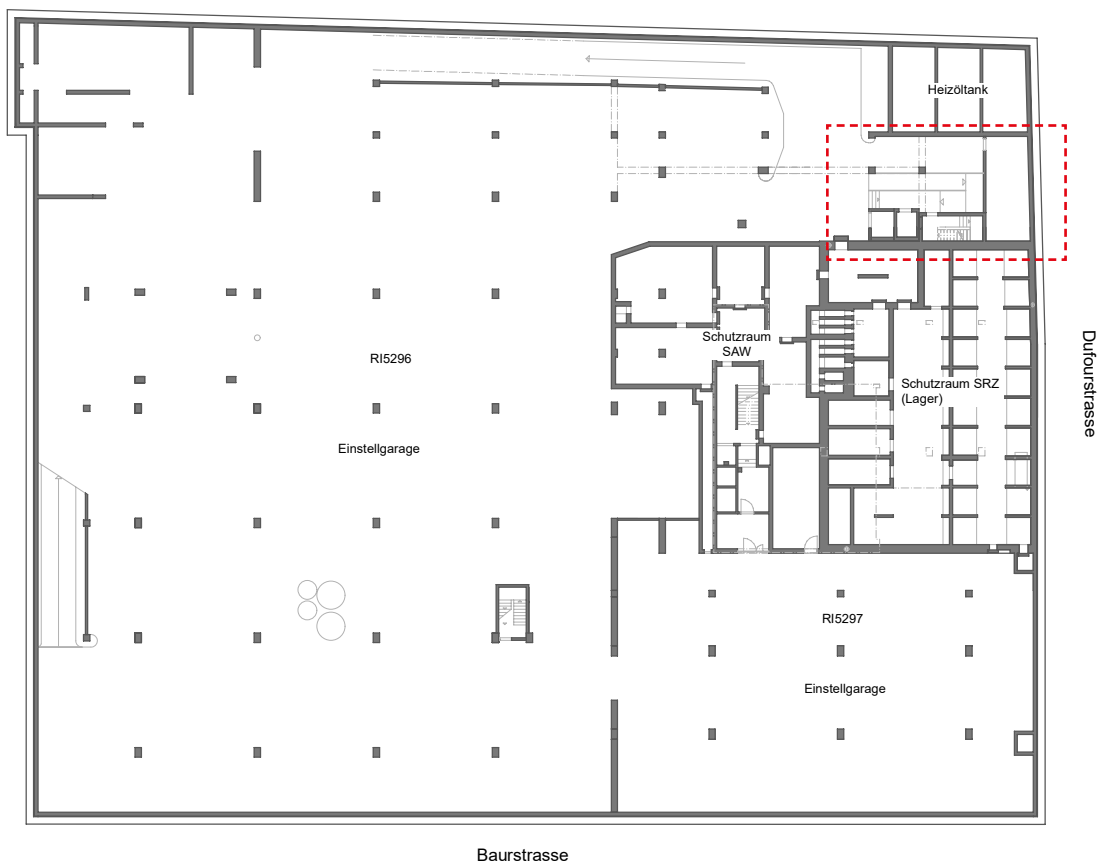 Heizöltank
Schutzraum
SAW
RI5296
Schutzraum SRZ
(Lager)
Dufourstrasse
Einstellgarage
RI5297
Einstellgarage
Baurstrasse